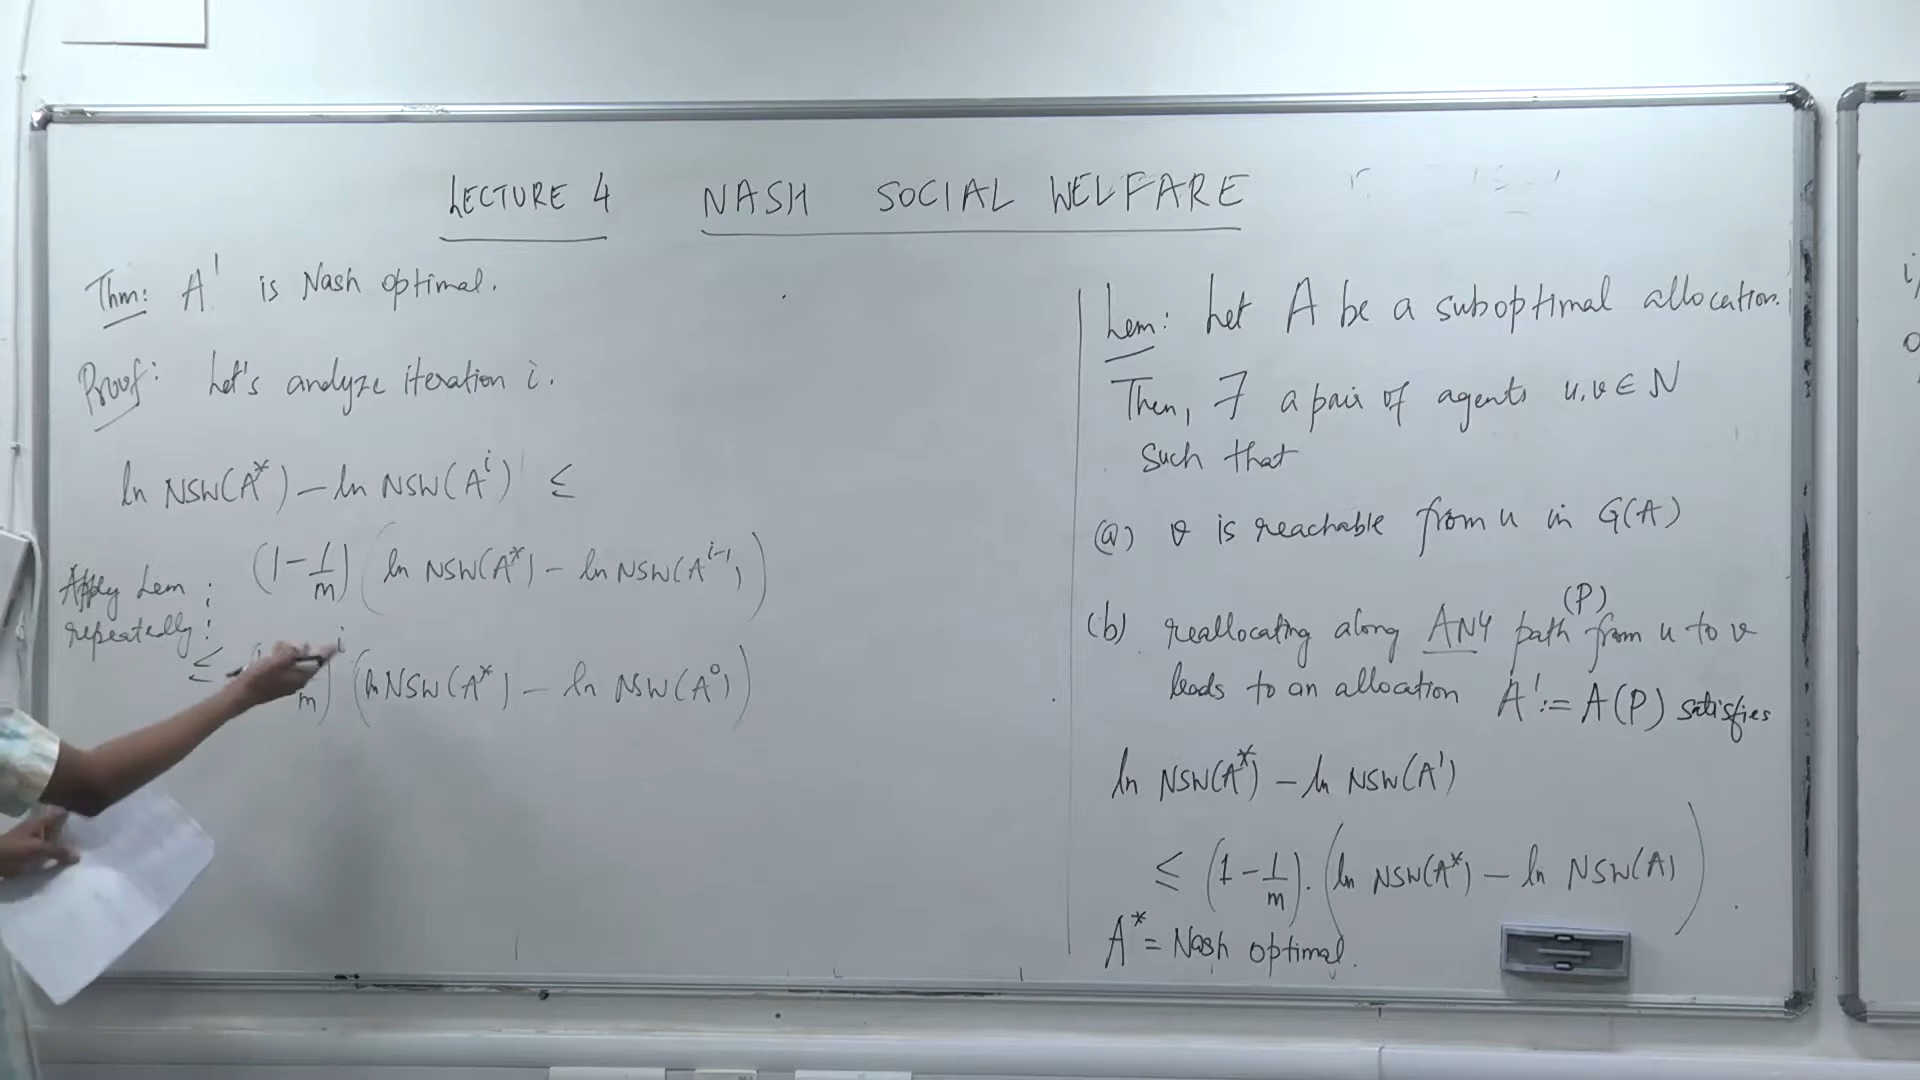 LECTURE 4 NASH SOCIAL WELFARE
Thm: A' is Nash optimal.
Proof: Let's analyze iteration i.
ln NSW(A*) - ln NSW(A^i) ≤
(1 - 1/m) (ln NSW(A*) - ln NSW(A^{i-1}))
Apply Lem
repeatedly:
≤ m)^i (ln NSW(A*) - ln NSW(A^0))
Lem: Let A be a suboptimal allocation.
Then, ∃ a pair of agents u, v ∈ N
such that
(a) v is reachable from u in G(A)
(b) reallocating along ANY path (P) from u to v
leads to an allocation A' := A(P) satisfies
ln NSW(A*) - ln NSW(A')
≤ (1 - 1/m) . (ln NSW(A*) - ln NSW(A))
A* = Nash optimal.